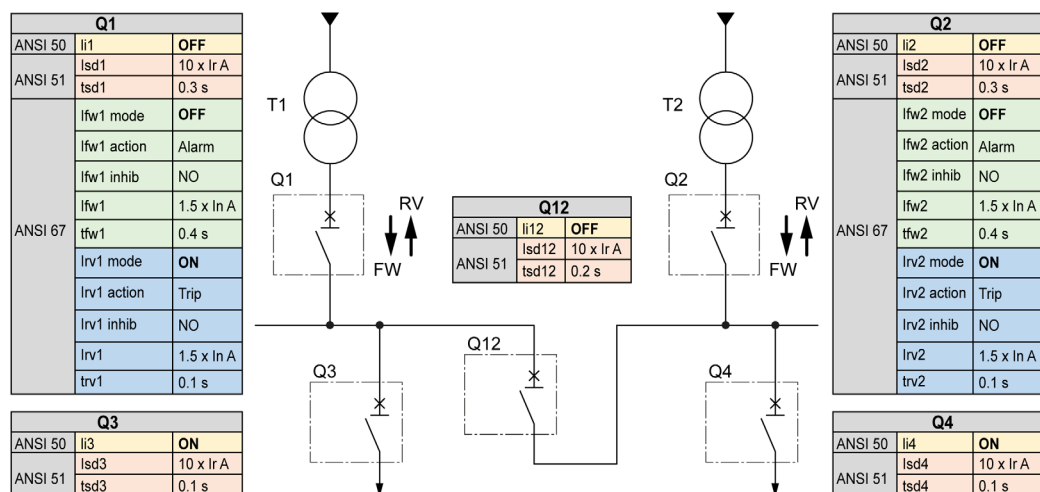 Q1
ANSI 50 Ii1 OFF
ANSI 51 Isd1 10 x Ir A
tsd1 0.3 s
ANSI 67 Ifw1 mode OFF
Ifw1 action Alarm
Ifw1 inhib NO
Ifw1 1.5 x In A
tfw1 0.4 s
Irv1 mode ON
Irv1 action Trip
Irv1 inhib NO
Irv1 1.5 x In A
trv1 0.1 s
Q3
ANSI 50 Ii3 ON
ANSI 51 Isd3 10 x Ir A
tsd3 0.1 s
T1
Q1
RV
FW
Q3
Q12
ANSI 50 Ii12 OFF
ANSI 51 Isd12 10 x Ir A
tsd12 0.2 s
Q12
T2
Q2
RV
FW
Q4
Q2
ANSI 50 Ii2 OFF
ANSI 51 Isd2 10 x Ir A
tsd2 0.3 s
ANSI 67 Ifw2 mode OFF
Ifw2 action Alarm
Ifw2 inhib NO
Ifw2 1.5 x In A
tfw2 0.4 s
Irv2 mode ON
Irv2 action Trip
Irv2 inhib NO
Irv2 1.5 x In A
trv2 0.1 s
Q4
ANSI 50 Ii4 ON
ANSI 51 Isd4 10 x Ir A
tsd4 0.1 s